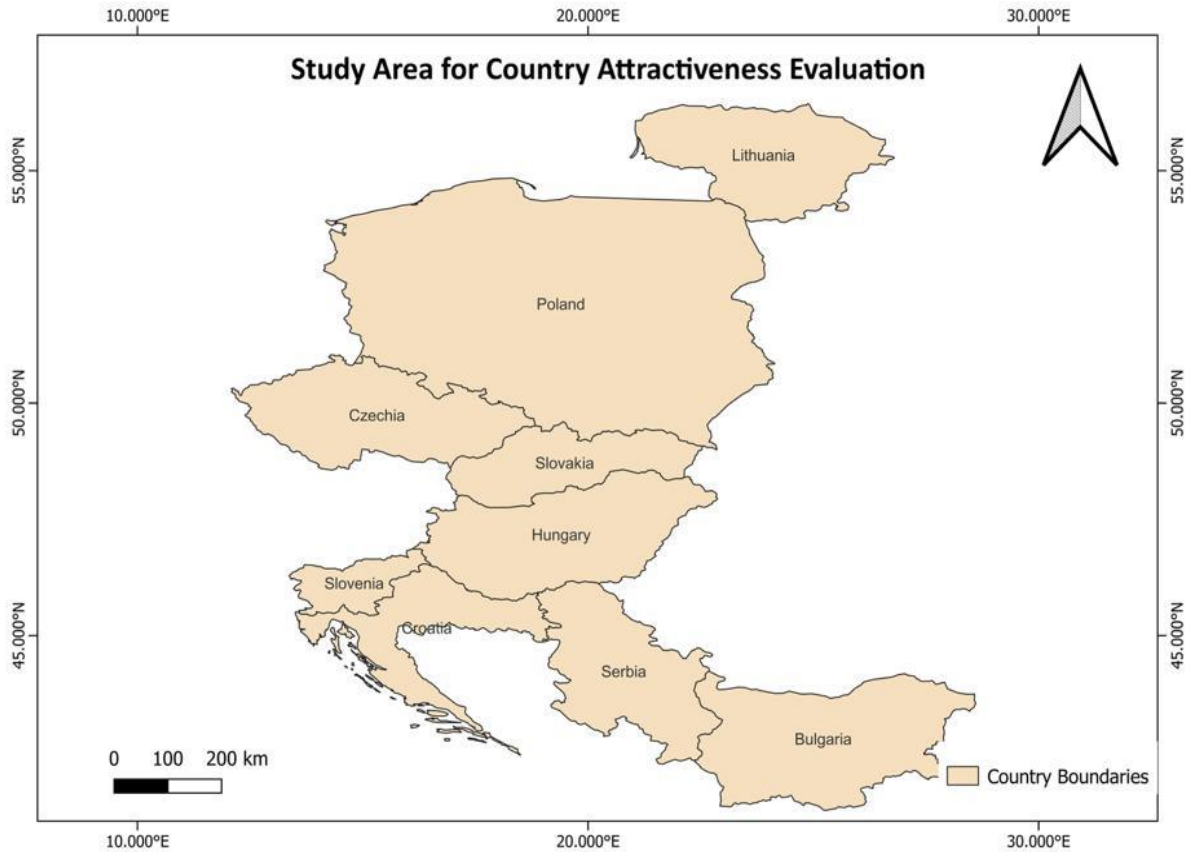 10.000°E 20.000°E 30.000°E
Study Area for Country Attractiveness Evaluation
Lithuania
55.000°N 55.000°N
Poland
50.000°N 50.000°N
Czechia
Slovakia
Hungary
Slovenia
Croatia
45.000°N 45.000°N
Serbia
Bulgaria
0 100 200 km
Country Boundaries
10.000°E 20.000°E 30.000°E